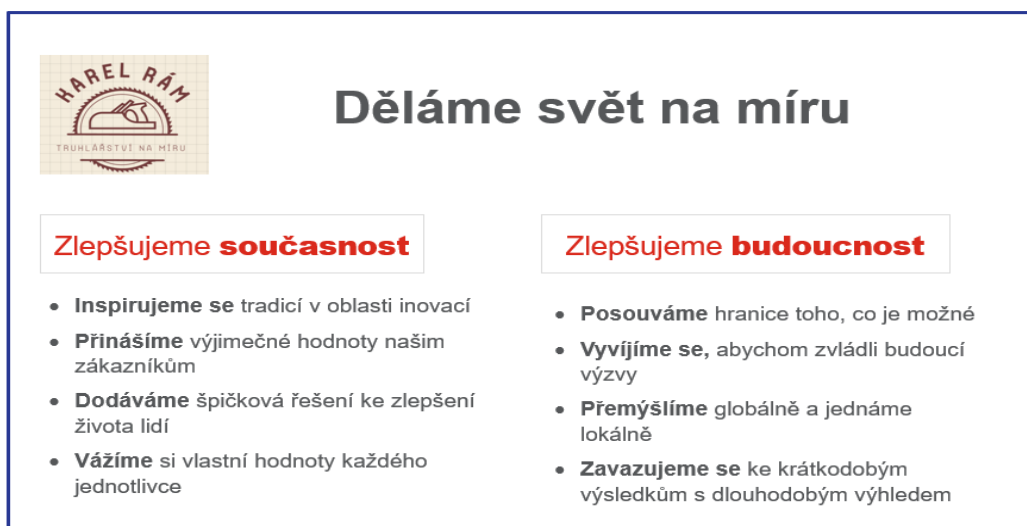 KAREL RÁM
TRUHLÁŘSTVÍ NA MÍRU
Děláme svět na míru
Zlepšujeme současnost
• Inspirujeme se tradicí v oblasti inovací
• Přinášíme výjimečné hodnoty našim
zákazníkům
• Dodáváme špičková řešení ke zlepšení
života lidí
• Vážíme si vlastní hodnoty každého
jednotlivce
Zlepšujeme budoucnost
• Posouváme hranice toho, co je možné
• Vyvíjíme se, abychom zvládli budoucí
výzvy
• Přemýšlíme globálně a jednáme
lokálně
• Zavazujeme se ke krátkodobým
výsledkům s dlouhodobým výhledem